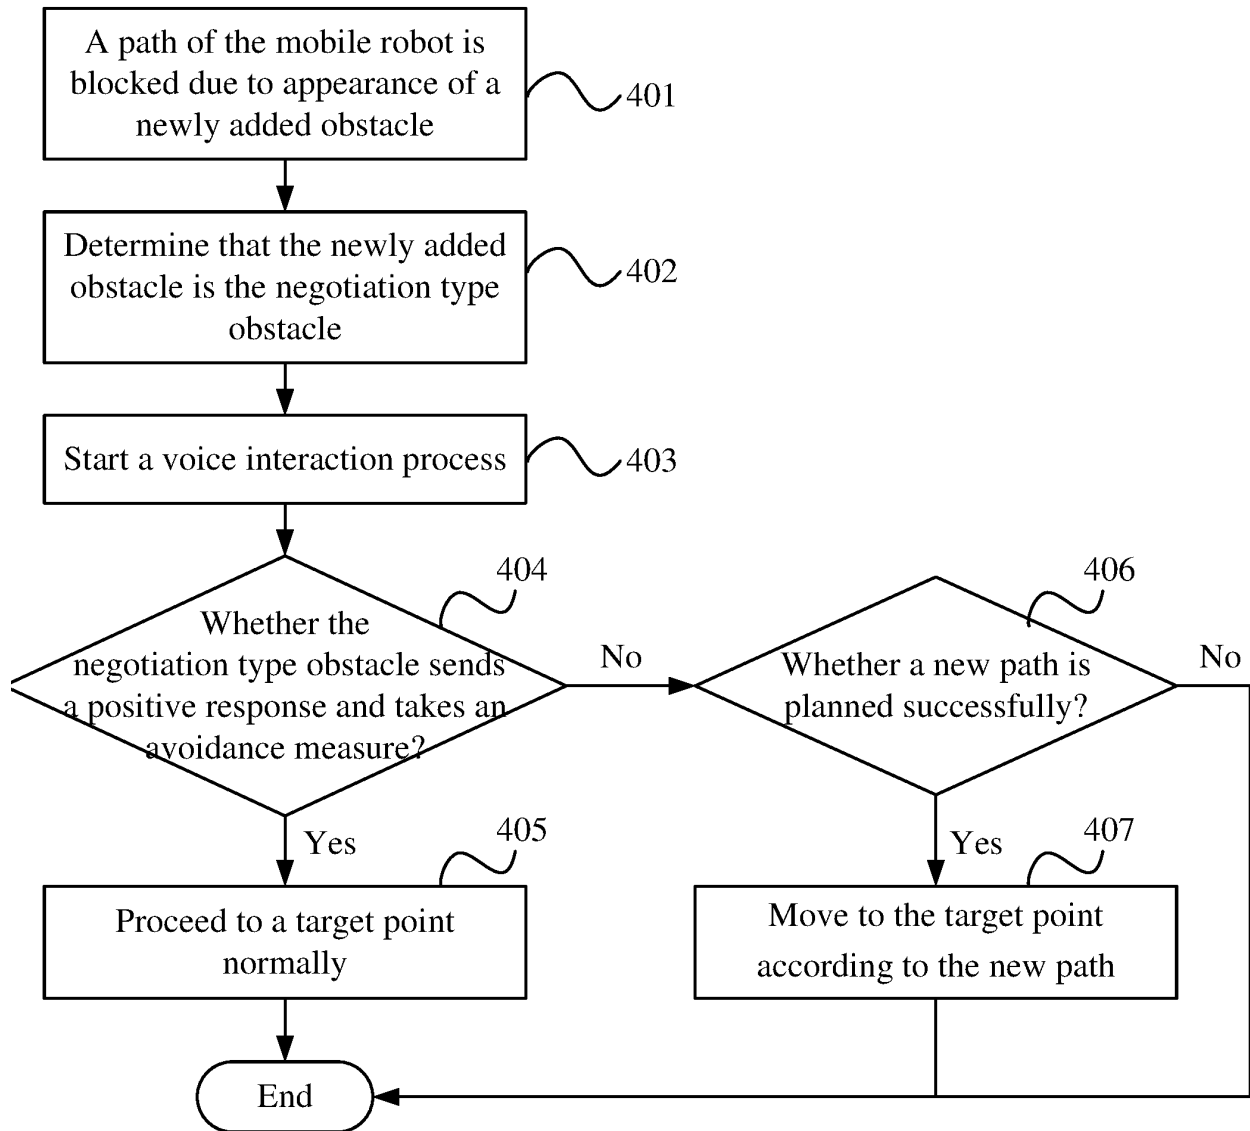 A path of the mobile robot is
blocked due to appearance of a
newly added obstacle
401
Determine that the newly added
obstacle is the negotiation type
obstacle
402
Start a voice interaction process
403
404
Whether the
negotiation type obstacle sends
a positive response and takes an
avoidance measure?
No
406
Whether a new path is
planned successfully?
No
Yes
405
Proceed to a target point
normally
Yes
407
Move to the target point
according to the new path
End